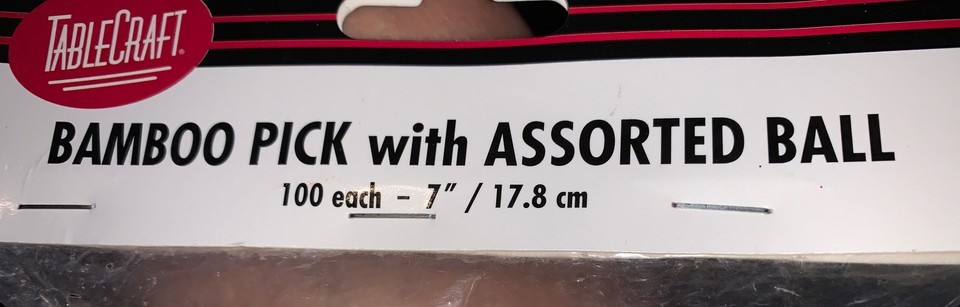 TABLECRAFT®
BAMBOO PICK with ASSORTED BALL
100 each – 7″ / 17.8 cm